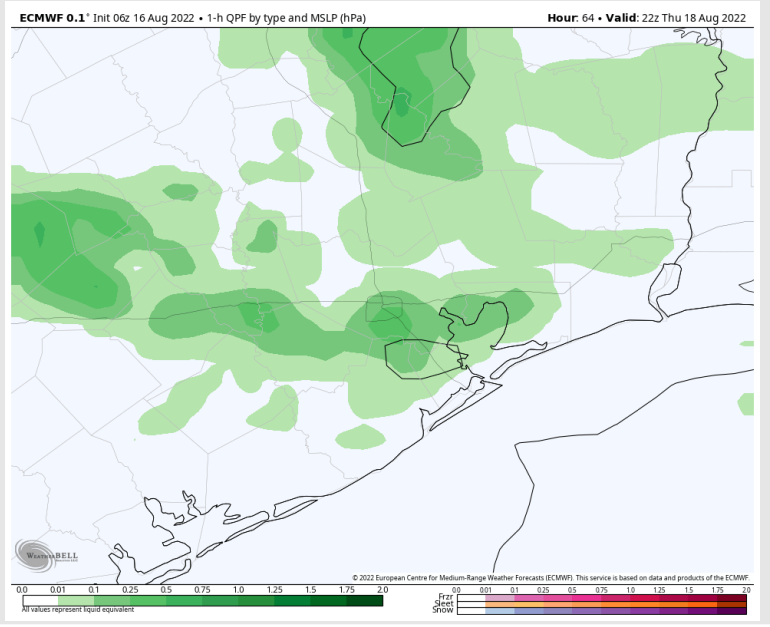 ECMWF 0.1° Init 06z 16 Aug 2022 • 1-h QPF by type and MSLP (hPa)
Hour: 64 • Valid: 22z Thu 18 Aug 2022
WEATHERBELL
© 2022 European Centre for Medium-Range Weather Forecasts (ECMWF). This service is based on data and products of the ECMWF.
0.0 0.01 0.1 0.25 0.5 0.75 1.0 1.25 1.5 1.75 2.0
All values represent liquid equivalent
0.0 0.01 0.1 0.25 0.5 0.75 1.0 1.25 1.5 1.75 2.0
Frzr
Sleet
Snow